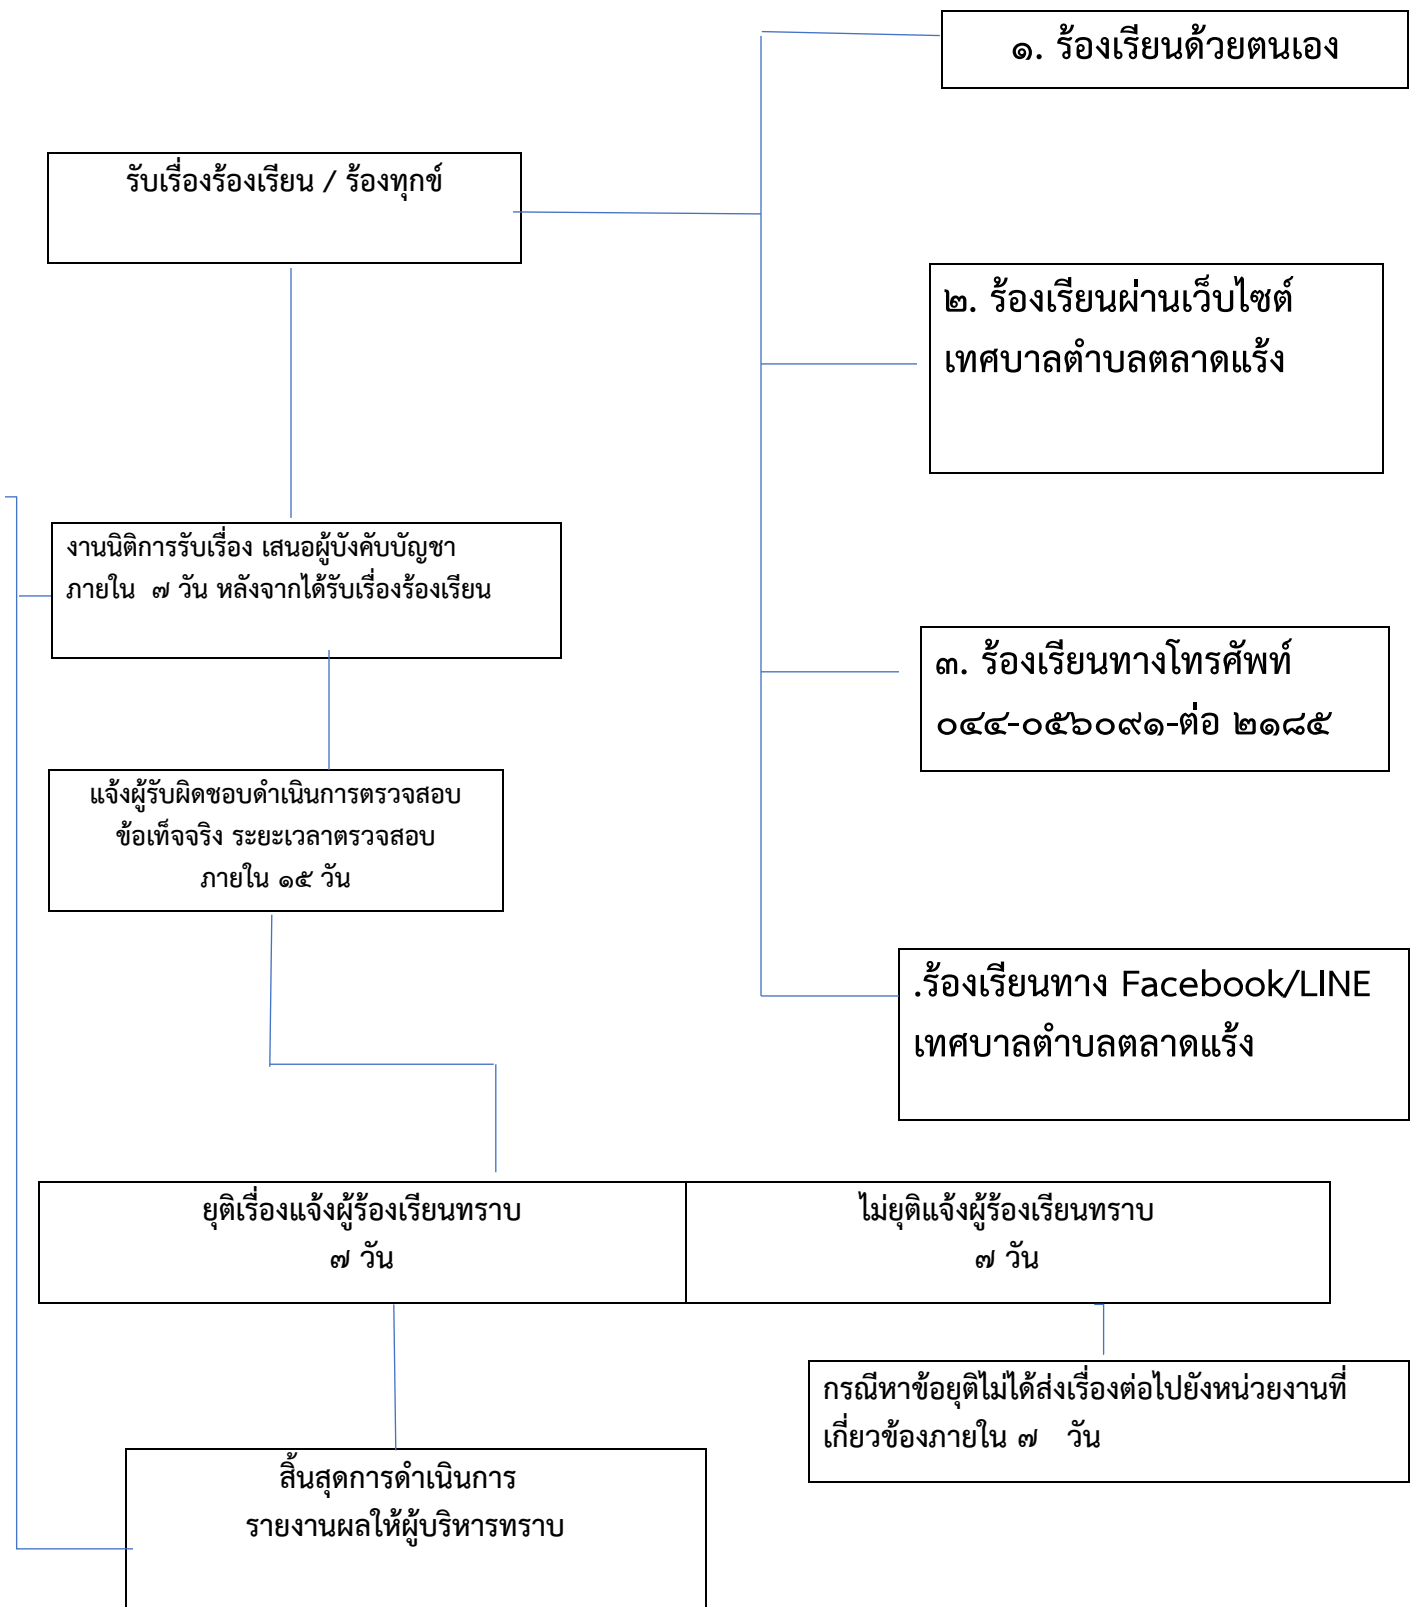 ๑. ร้องเรียนด้วยตนเอง
รับเรื่องร้องเรียน / ร้องทุกข์
๒. ร้องเรียนผ่านเว็บไซต์
เทศบาลตำบลตลาดแร้ง
งานนิติการรับเรื่อง เสนอผู้บังคับบัญชา
ภายใน ๗ วัน หลังจากได้รับเรื่องร้องเรียน
๓. ร้องเรียนทางโทรศัพท์
๐๔๔-๐๕๖๐๙๑-ต่อ ๒๑๘๕
แจ้งผู้รับผิดชอบดำเนินการตรวจสอบ
ข้อเท็จจริง ระยะเวลาตรวจสอบ
ภายใน ๑๕ วัน
.ร้องเรียนทาง Facebook/LINE
เทศบาลตำบลตลาดแร้ง
ยุติเรื่องแจ้งผู้ร้องเรียนทราบ
๗ วัน
ไม่ยุติแจ้งผู้ร้องเรียนทราบ
๗ วัน
กรณีหาข้อยุติไม่ได้ส่งเรื่องต่อไปยังหน่วยงานที่
เกี่ยวข้องภายใน ๗ วัน
สิ้นสุดการดำเนินการ
รายงานผลให้ผู้บริหารทราบ